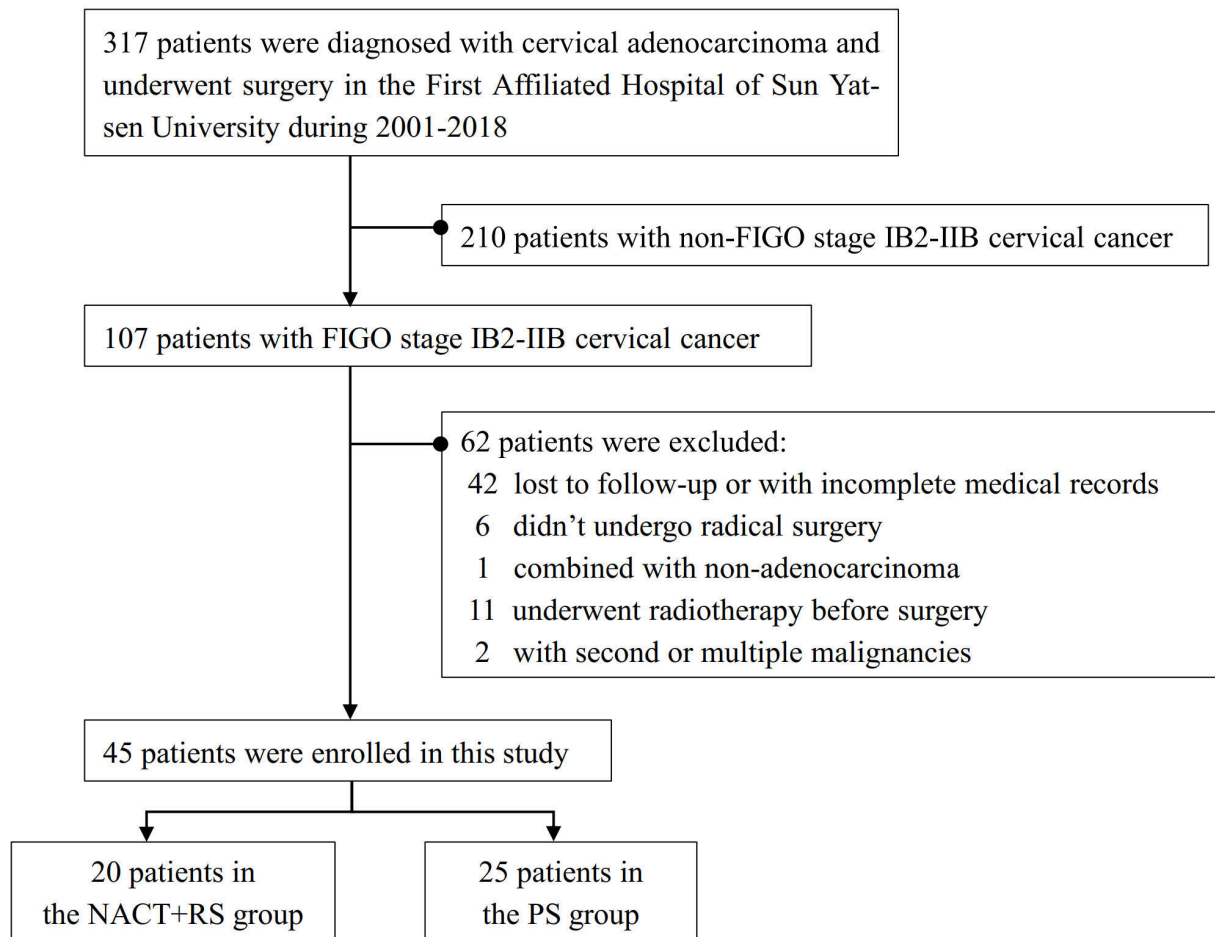 317 patients were diagnosed with cervical adenocarcinoma and
underwent surgery in the First Affiliated Hospital of Sun Yat-
sen University during 2001-2018
210 patients with non-FIGO stage IB2-IIB cervical cancer
107 patients with FIGO stage IB2-IIB cervical cancer
62 patients were excluded:
42 lost to follow-up or with incomplete medical records
6 didn’t undergo radical surgery
1 combined with non-adenocarcinoma
11 underwent radiotherapy before surgery
2 with second or multiple malignancies
45 patients were enrolled in this study
20 patients in
the NACT+RS group
25 patients in
the PS group